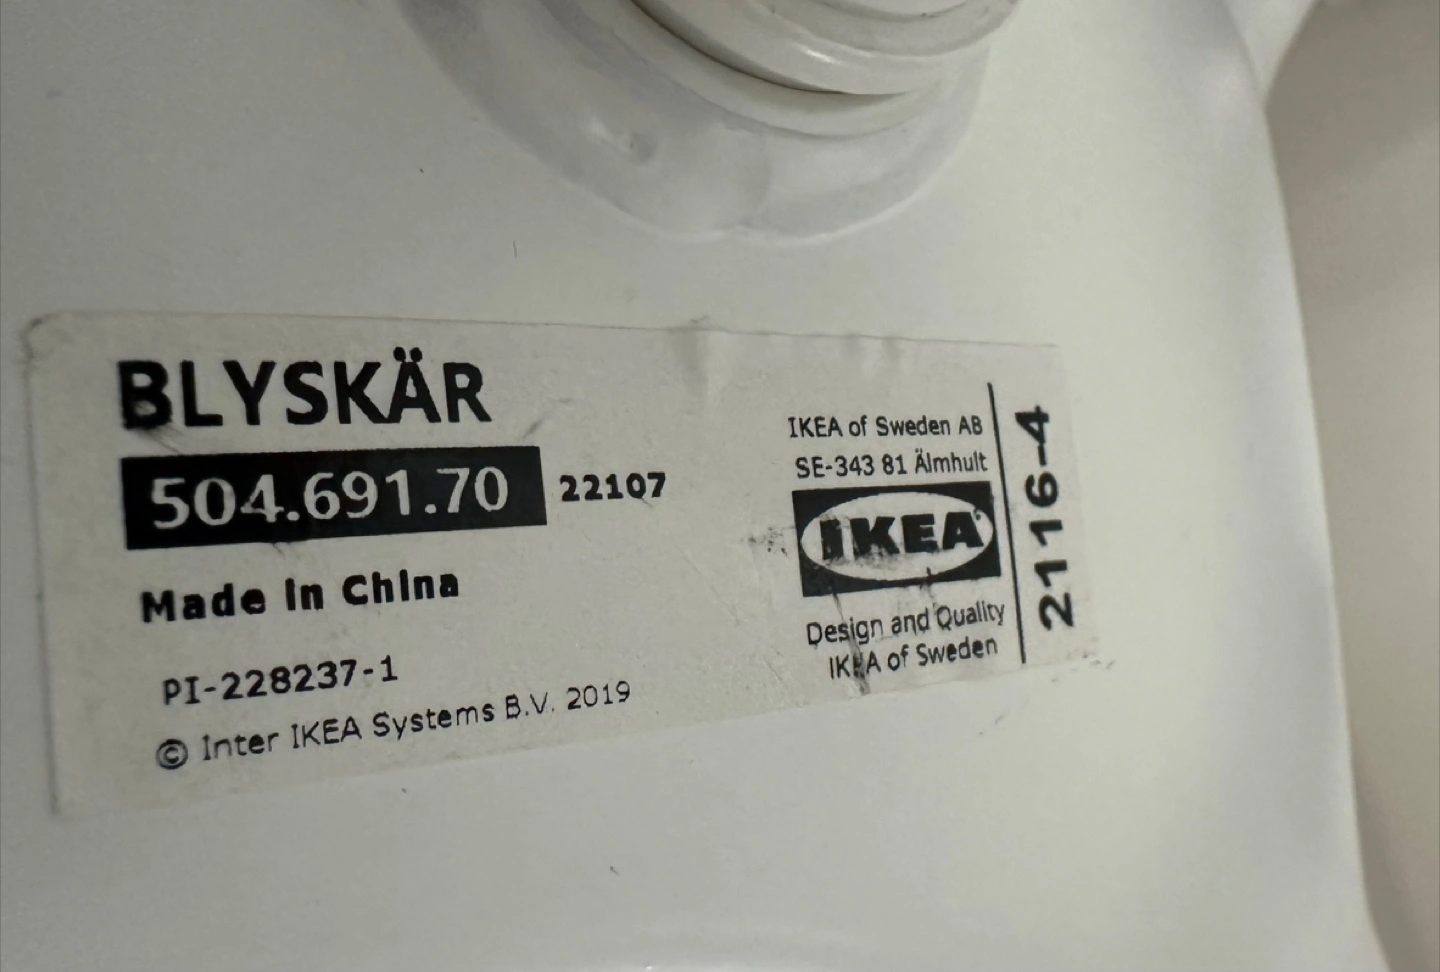 BLYSKÄR
504.691.70 22107
Made in China
PI-228237-1
© Inter IKEA Systems B.V. 2019
IKEA of Sweden AB
SE-343 81 Älmhult
IKEA®
Design and Quality
IKEA of Sweden
2116-4